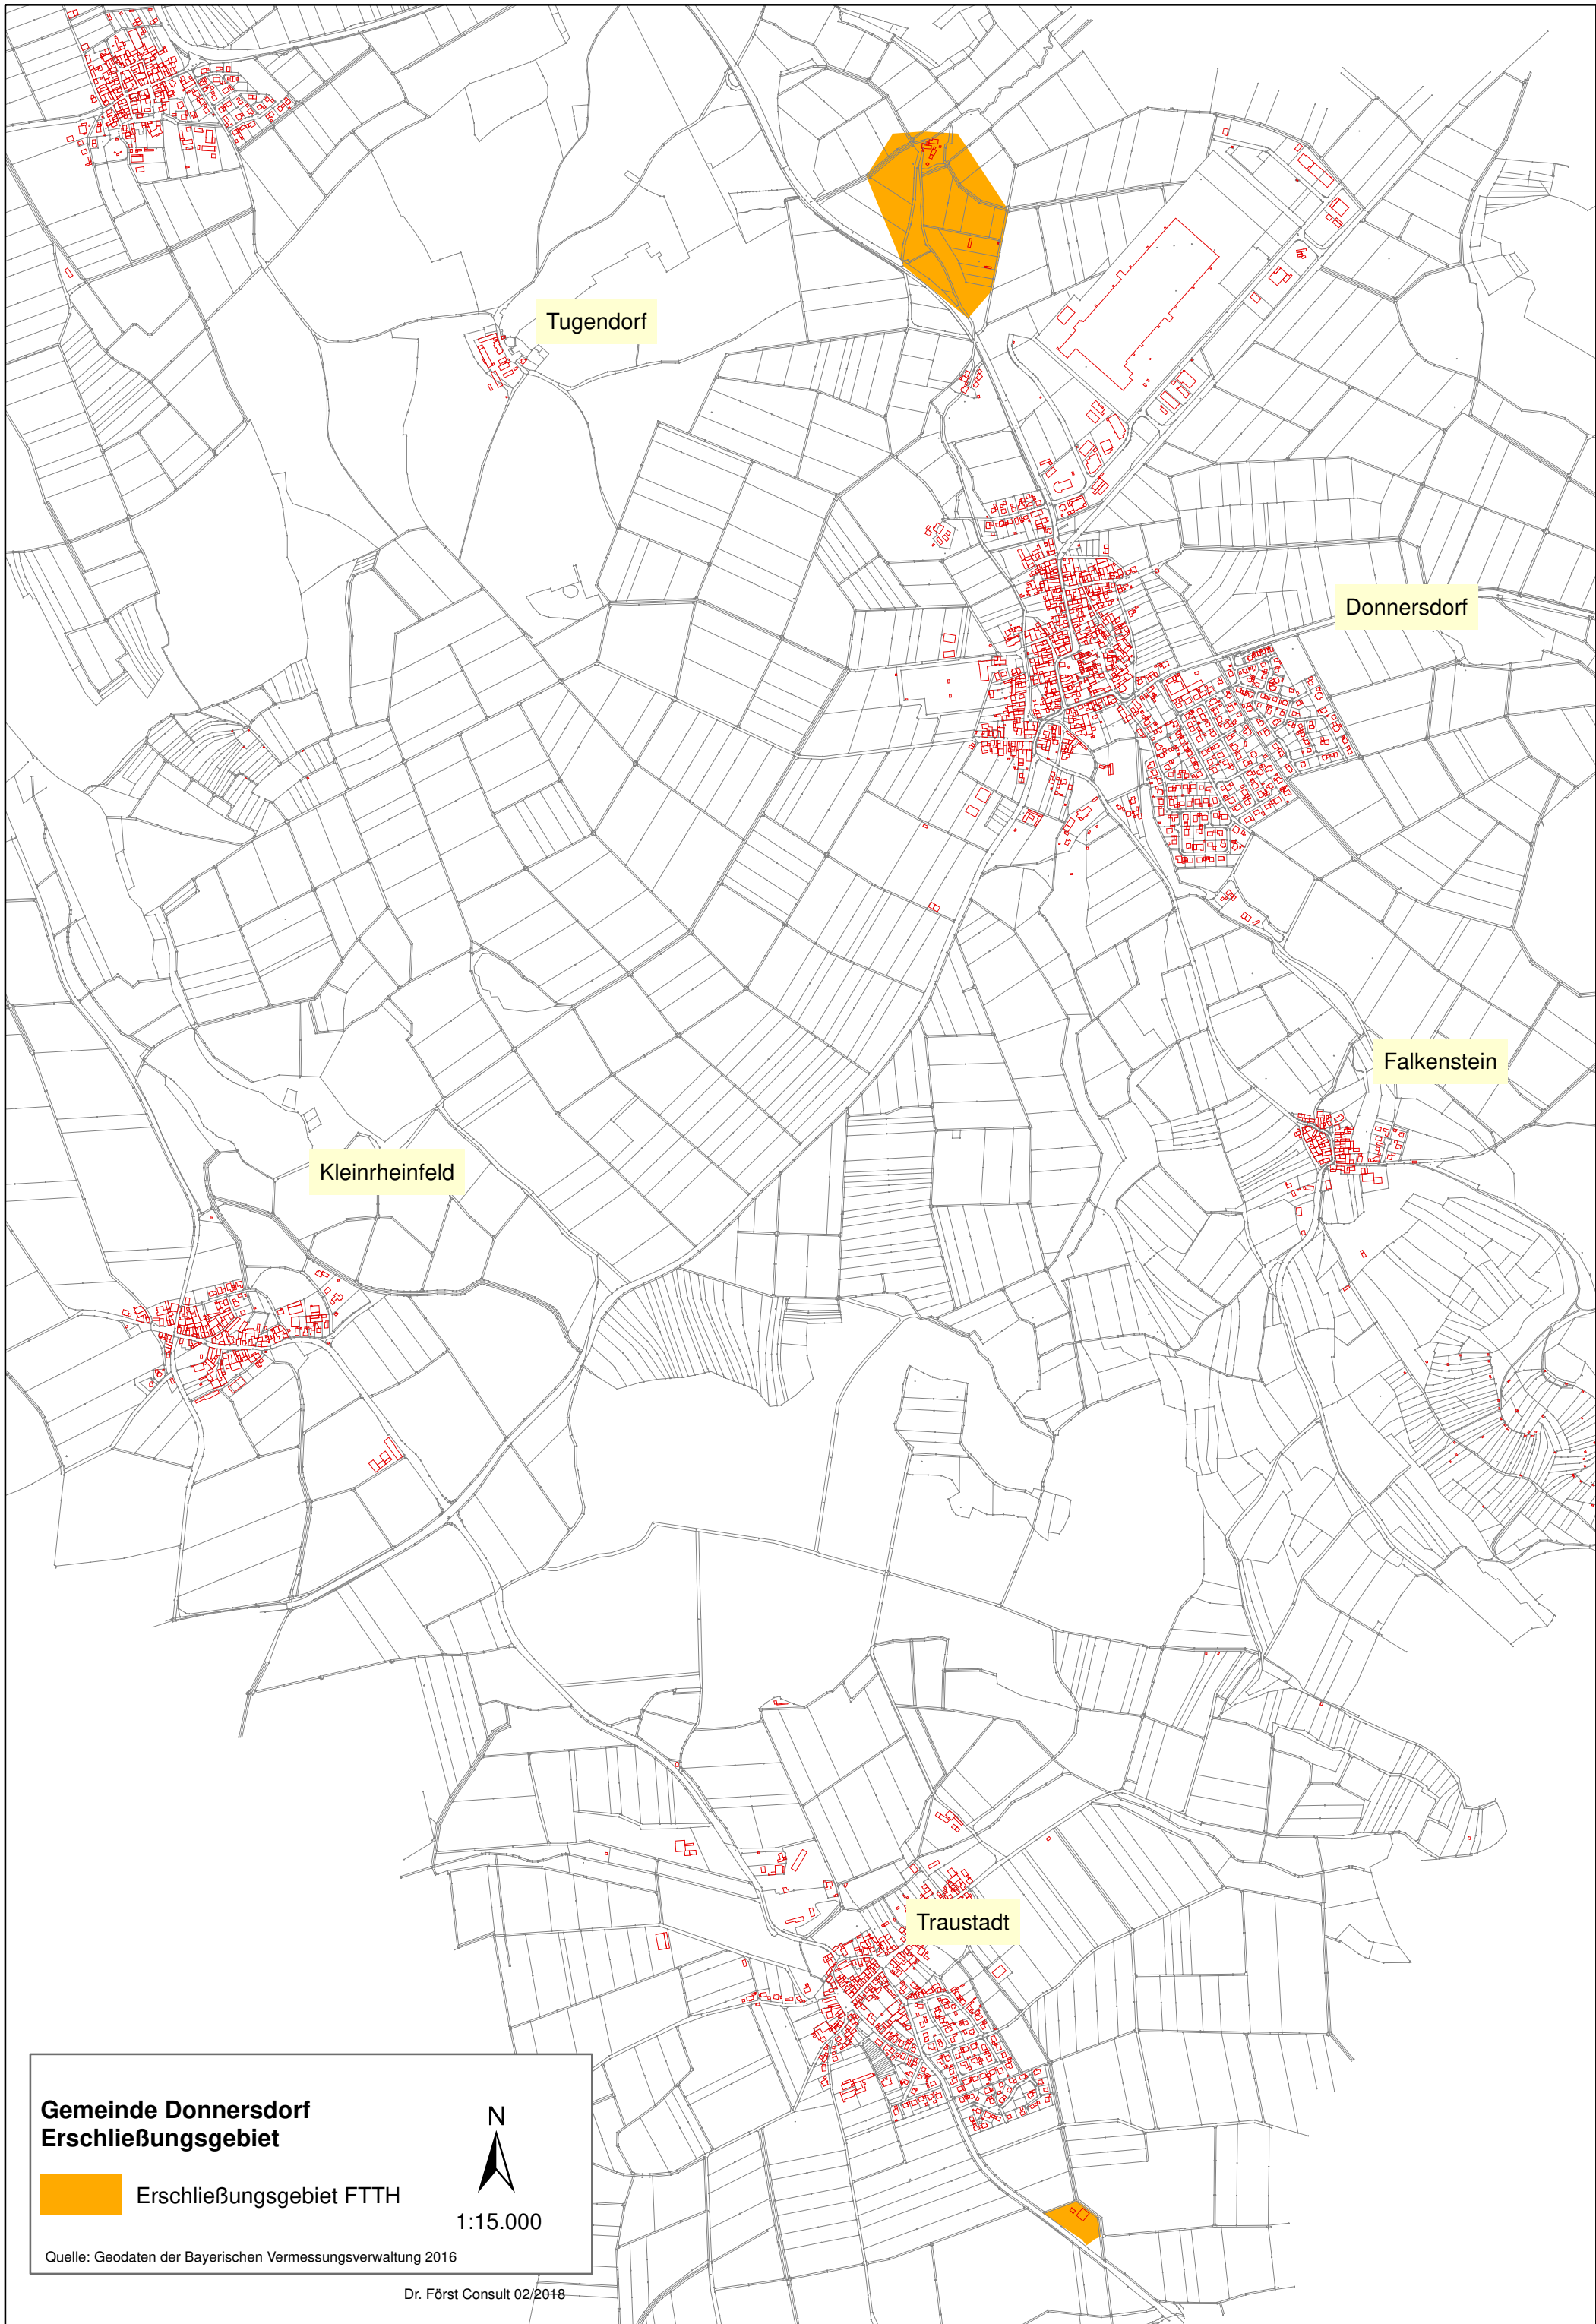 Tugendorf
Donnersdorf
Falkenstein
Kleinrheinfeld
Traustadt
Gemeinde Donnersdorf
Erschließungsgebiet
N
Erschließungsgebiet FTTH
1:15.000
Quelle: Geodaten der Bayerischen Vermessungsverwaltung 2016
Dr. Först Consult 02/2018